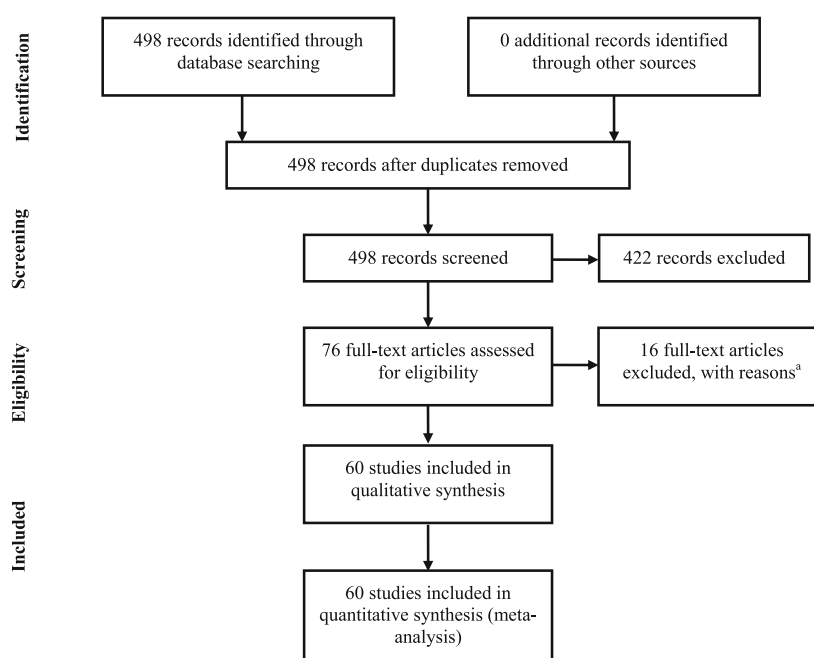 Identification
498 records identified through
database searching
0 additional records identified
through other sources
498 records after duplicates removed
Screening
498 records screened
422 records excluded
Eligibility
76 full-text articles assessed
for eligibility
16 full-text articles
excluded, with reasonsᵃ
Included
60 studies included in
qualitative synthesis
60 studies included in
quantitative synthesis (meta-
analysis)